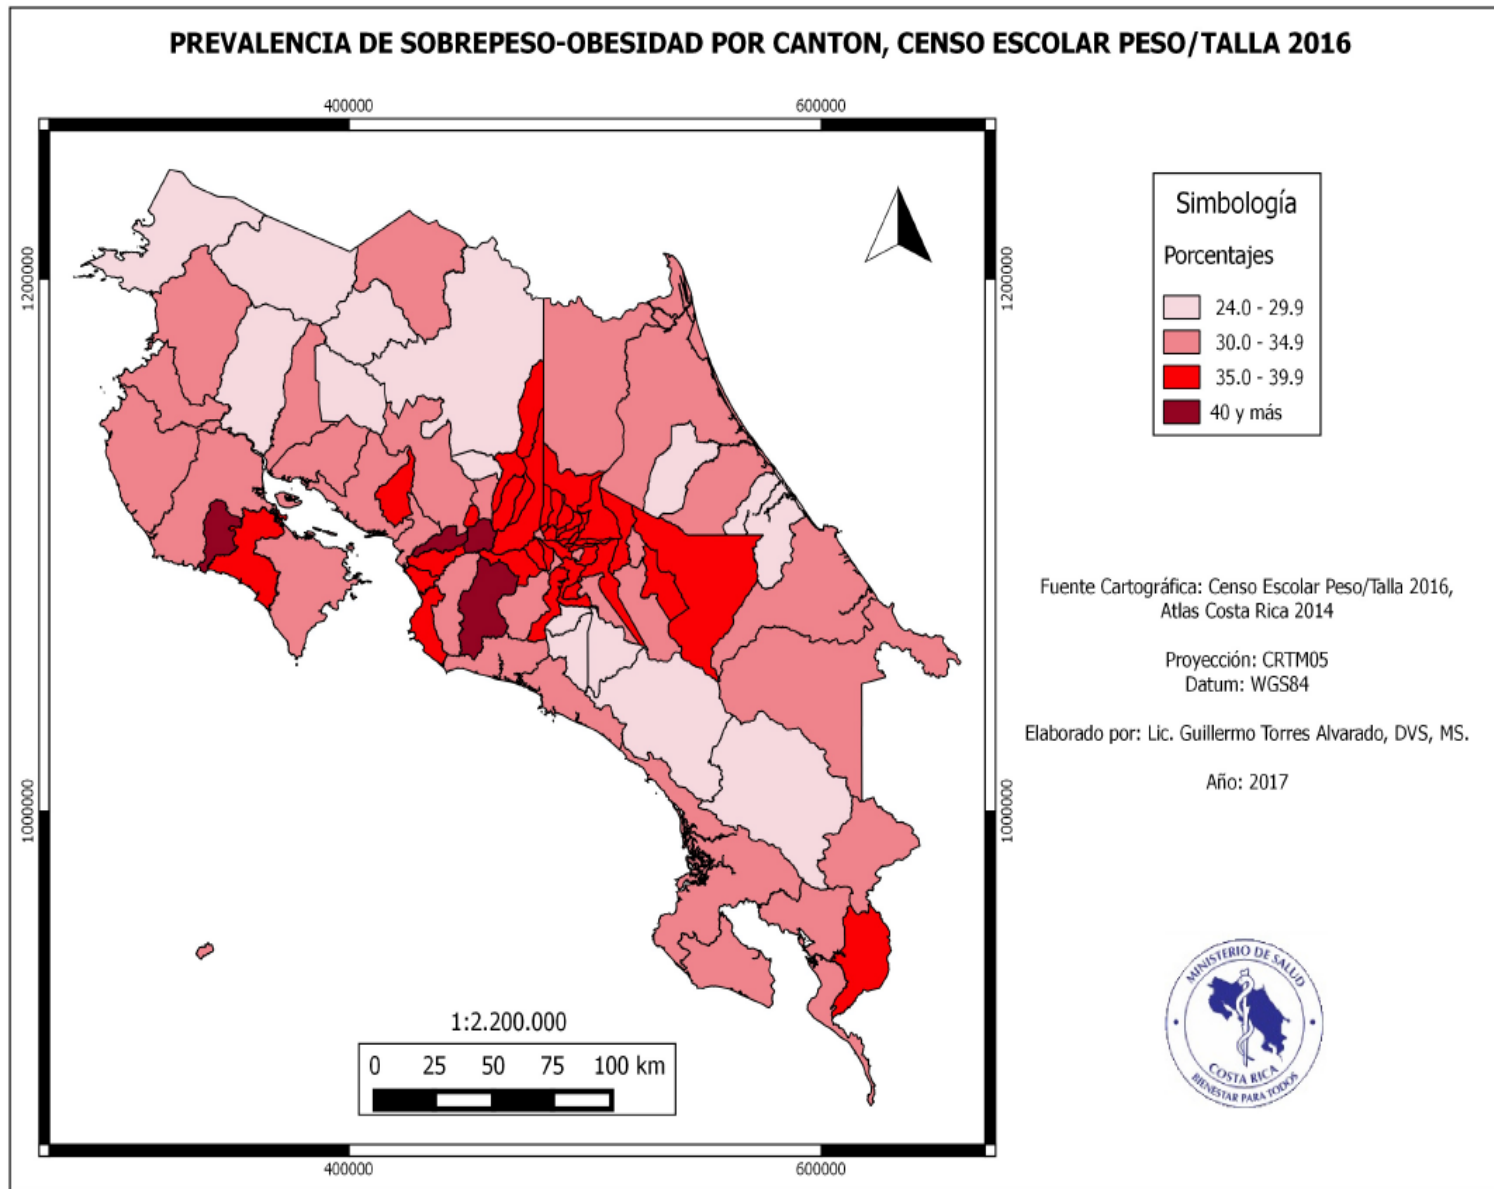 PREVALENCIA DE SOBREPESO-OBESIDAD POR CANTON, CENSO ESCOLAR PESO/TALLA 2016
400000
600000
1200000
1200000
1000000
1000000
400000
600000
Simbología
Porcentajes
24.0 - 29.9
30.0 - 34.9
35.0 - 39.9
40 y más
Fuente Cartográfica: Censo Escolar Peso/Talla 2016,
Atlas Costa Rica 2014
Proyección: CRTM05
Datum: WGS84
Elaborado por: Lic. Guillermo Torres Alvarado, DVS, MS.
Año: 2017
1:2.200.000
0 25 50 75 100 km
MINISTERIO DE SALUD
COSTA RICA
BIENESTAR PARA TODOS